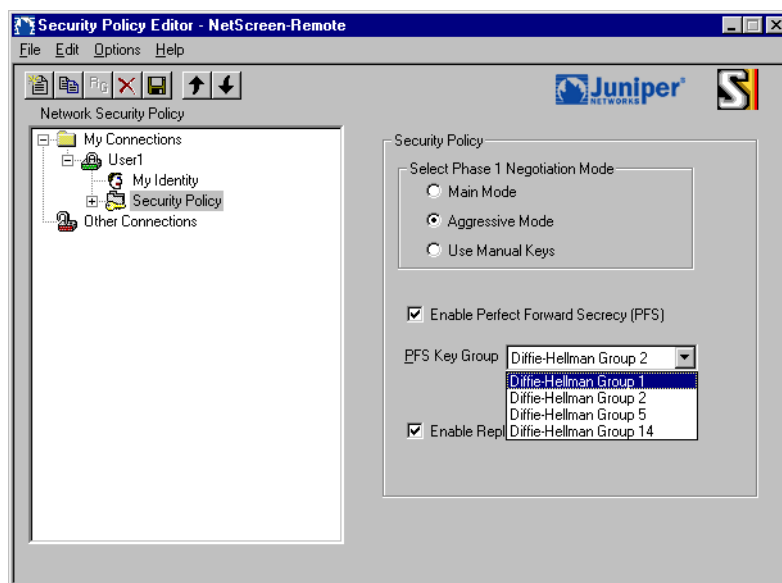 Security Policy Editor - NetScreen-Remote
File Edit Options Help
Juniper
NETWORKS
Network Security Policy
My Connections
User1
My Identity
Security Policy
Other Connections
Security Policy
Select Phase 1 Negotiation Mode
Main Mode
Aggressive Mode
Use Manual Keys
Enable Perfect Forward Secrecy (PFS)
PFS Key Group Diffie-Hellman Group 2
Diffie-Hellman Group 1
Diffie-Hellman Group 2
Diffie-Hellman Group 5
Enable Repl Diffie-Hellman Group 14